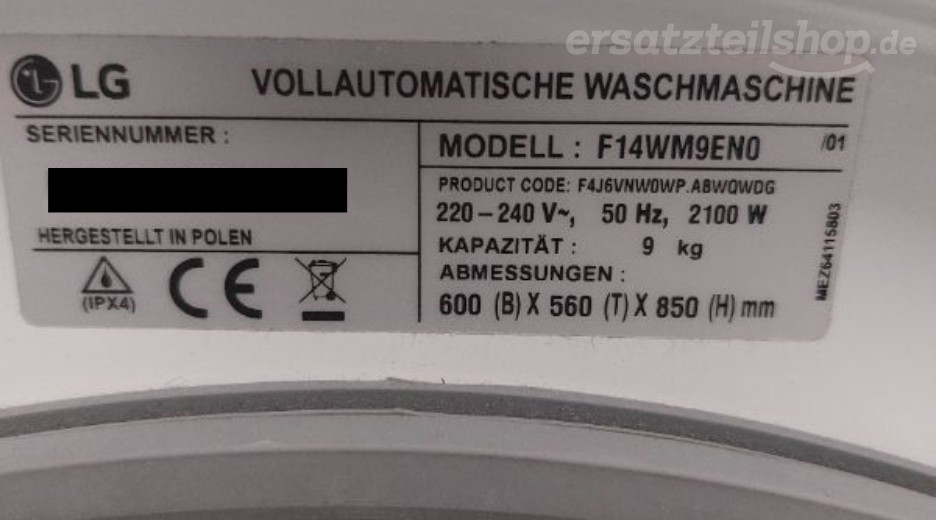 ersatzteilshop.de
LG
VOLLAUTOMATISCHE WASCHMASCHINE
SERIENNUMMER :
HERGESTELLT IN POLEN
(IPX4)
CE
MODELL : F14WM9EN0 /01
PRODUCT CODE: F4J6VNW0WP.ABWQWDG
220 – 240 V~, 50 Hz, 2100 W
KAPAZITÄT : 9 kg
ABMESSUNGEN :
600 (B) X 560 (T) X 850 (H) mm
MEZ64115803